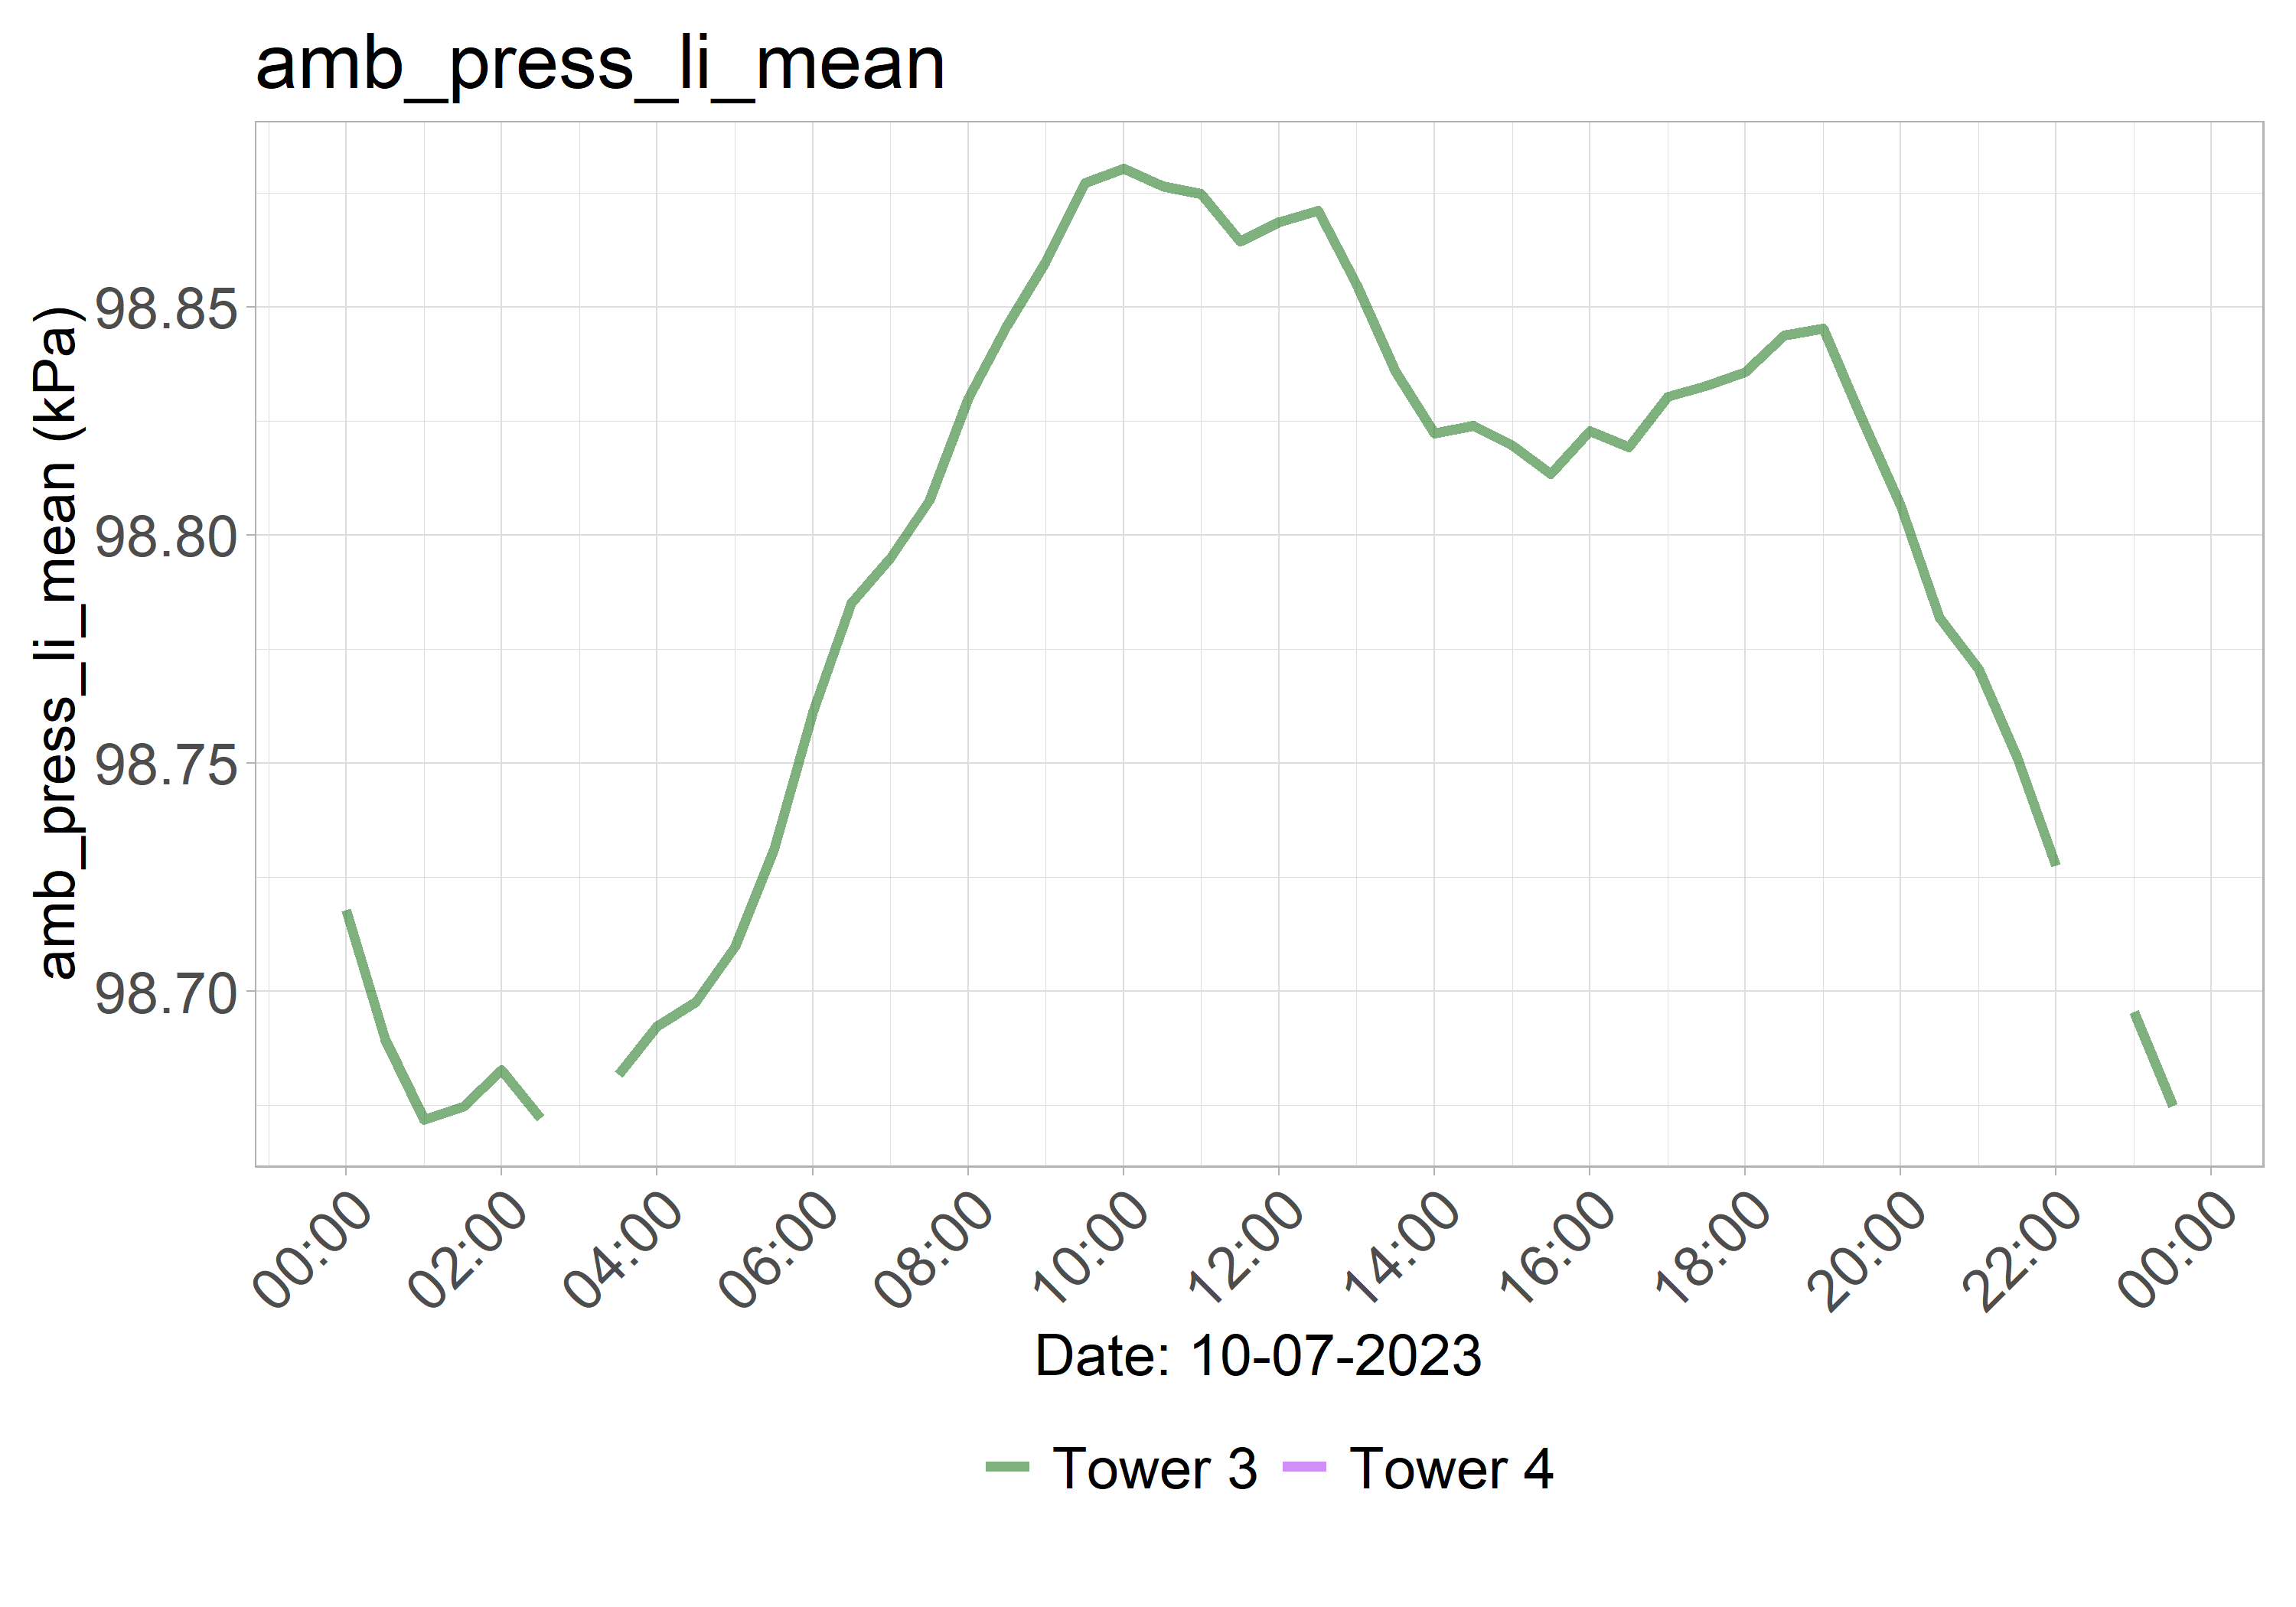 amb_press_li_mean
amb_press_li_mean (kPa)
98.85
98.80
98.75
98.70
00:00 02:00 04:00 06:00 08:00 10:00 12:00 14:00 16:00 18:00 20:00 22:00 00:00
Date: 10-07-2023
Tower 3 Tower 4